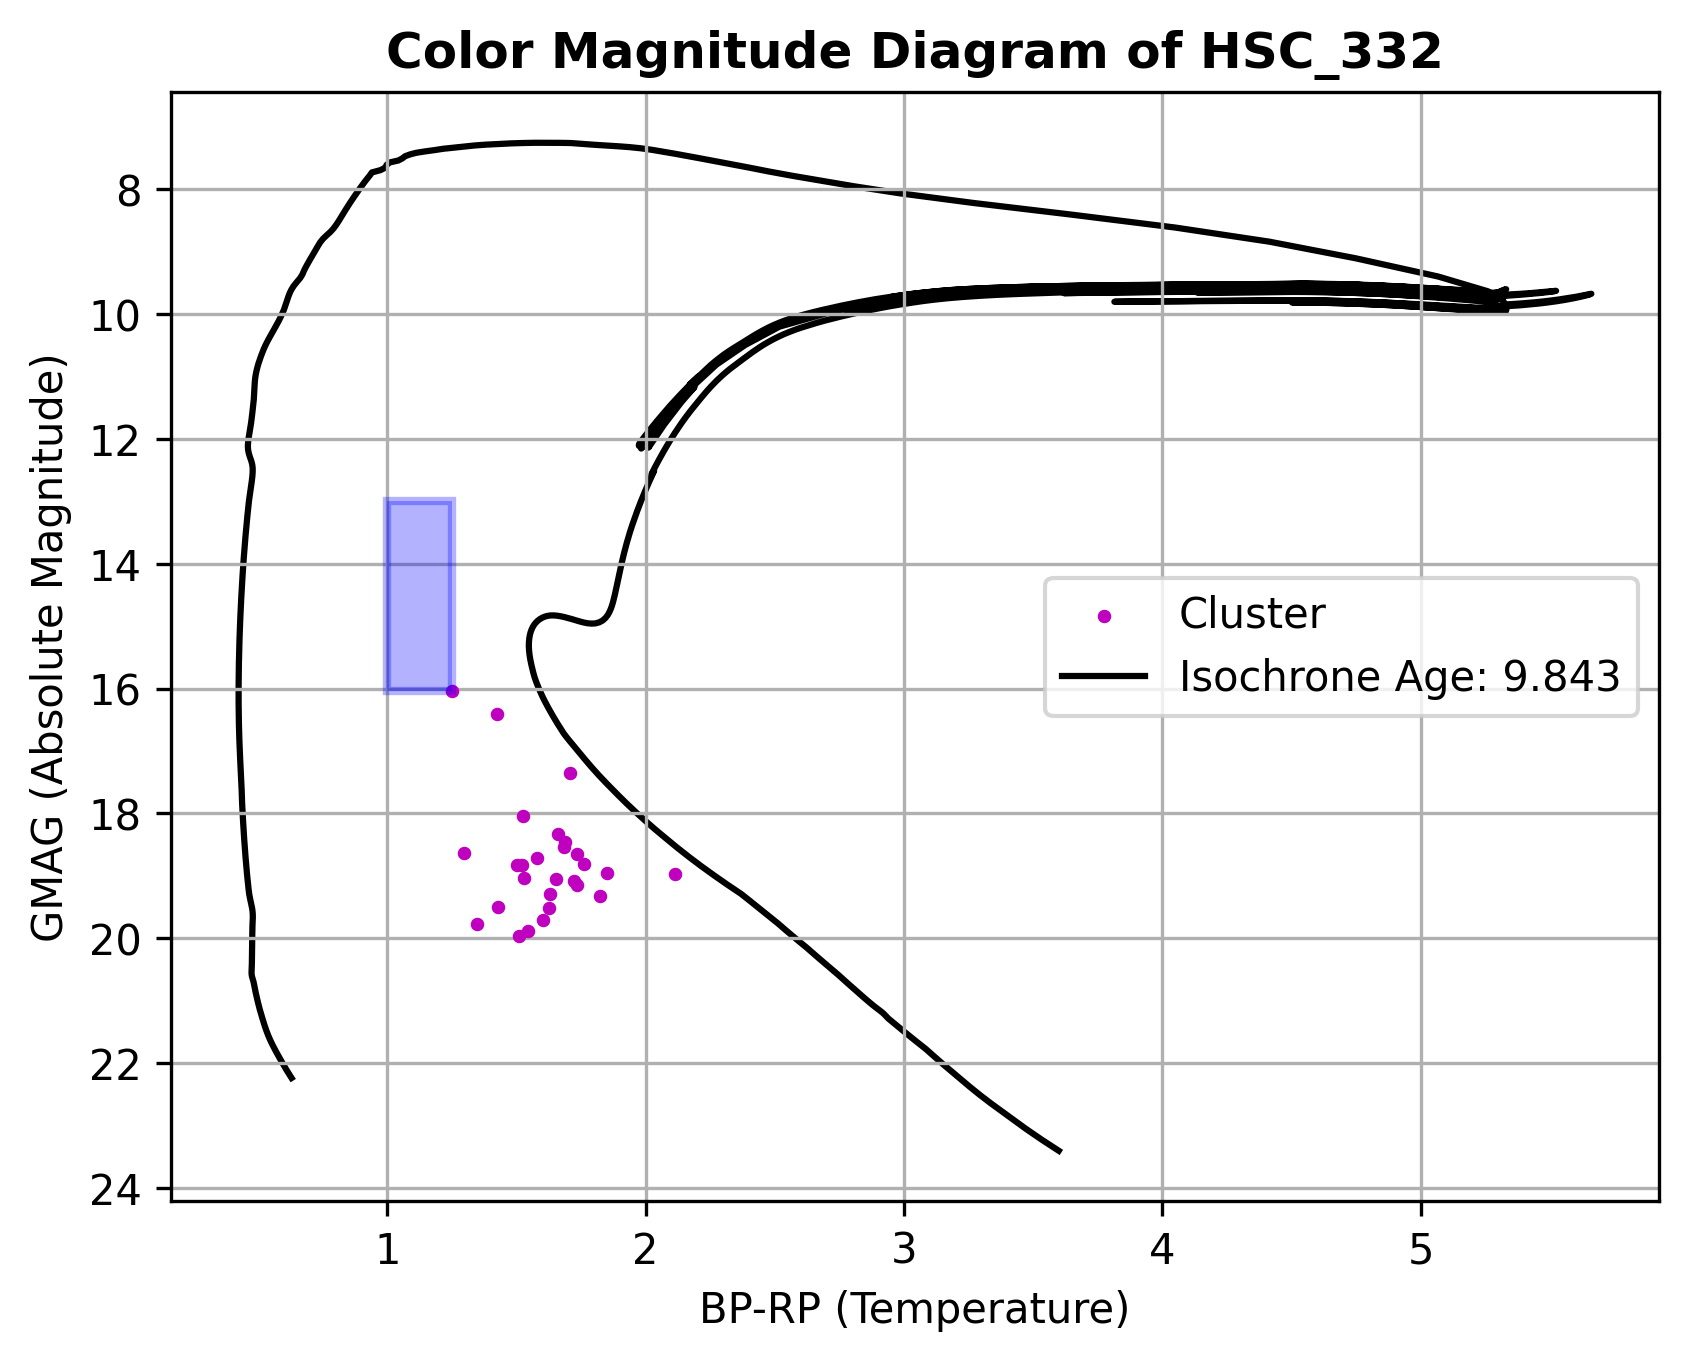 Color Magnitude Diagram of HSC_332
GMAG (Absolute Magnitude)
8
10
12
14
16
18
20
22
24
Cluster
Isochrone Age: 9.843
1 2 3 4 5
BP-RP (Temperature)